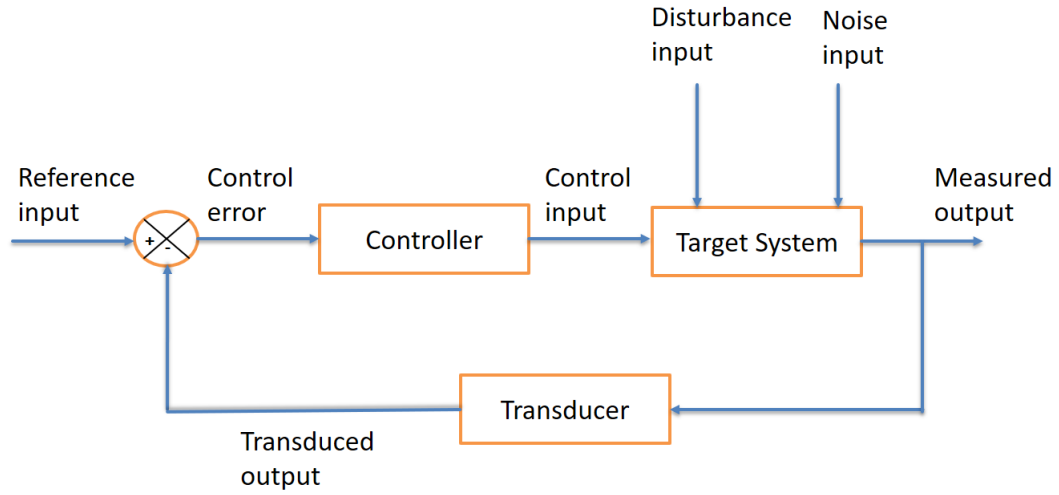 Disturbance
input
Noise
input
Reference
input
Control
error
Control
input
Measured
output
+
-
Controller
Target System
Transducer
Transduced
output